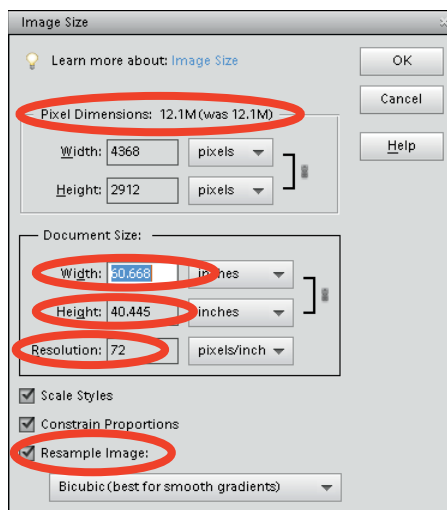 Image Size
Learn more about: Image Size
OK
Cancel
Help
Pixel Dimensions: 12.1M (was 12.1M)
Width: 4368 pixels
Height: 2912 pixels
Document Size:
Width: 60.668 inches
Height: 40.445 inches
Resolution: 72 pixels/inch
Scale Styles
Constrain Proportions
Resample Image:
Bicubic (best for smooth gradients)